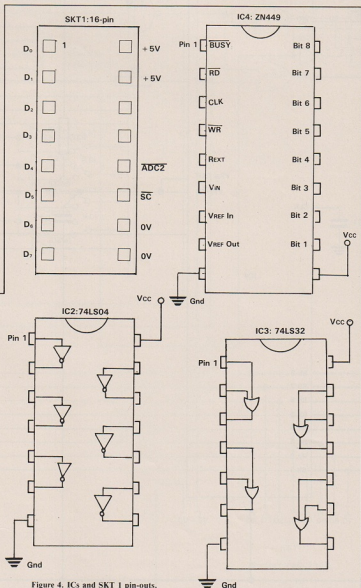 SKT1:16-pin
D₀ 1 +5V
D₁ +5V
D₂
D₃
D₄ ADC2
D₅ SC
D₆ 0V
D₇ 0V
IC4: ZN449
Pin 1 BUSY Bit 8
RD Bit 7
CLK Bit 6
WR Bit 5
REXT Bit 4
VIN Bit 3
VREF In Bit 2
VREF Out Bit 1
Vcc
Gnd
IC2:74LS04
Vcc
Pin 1
Gnd
IC3: 74LS32
Vcc
Pin 1
Gnd
Figure 4. ICs and SKT 1 pin-outs.